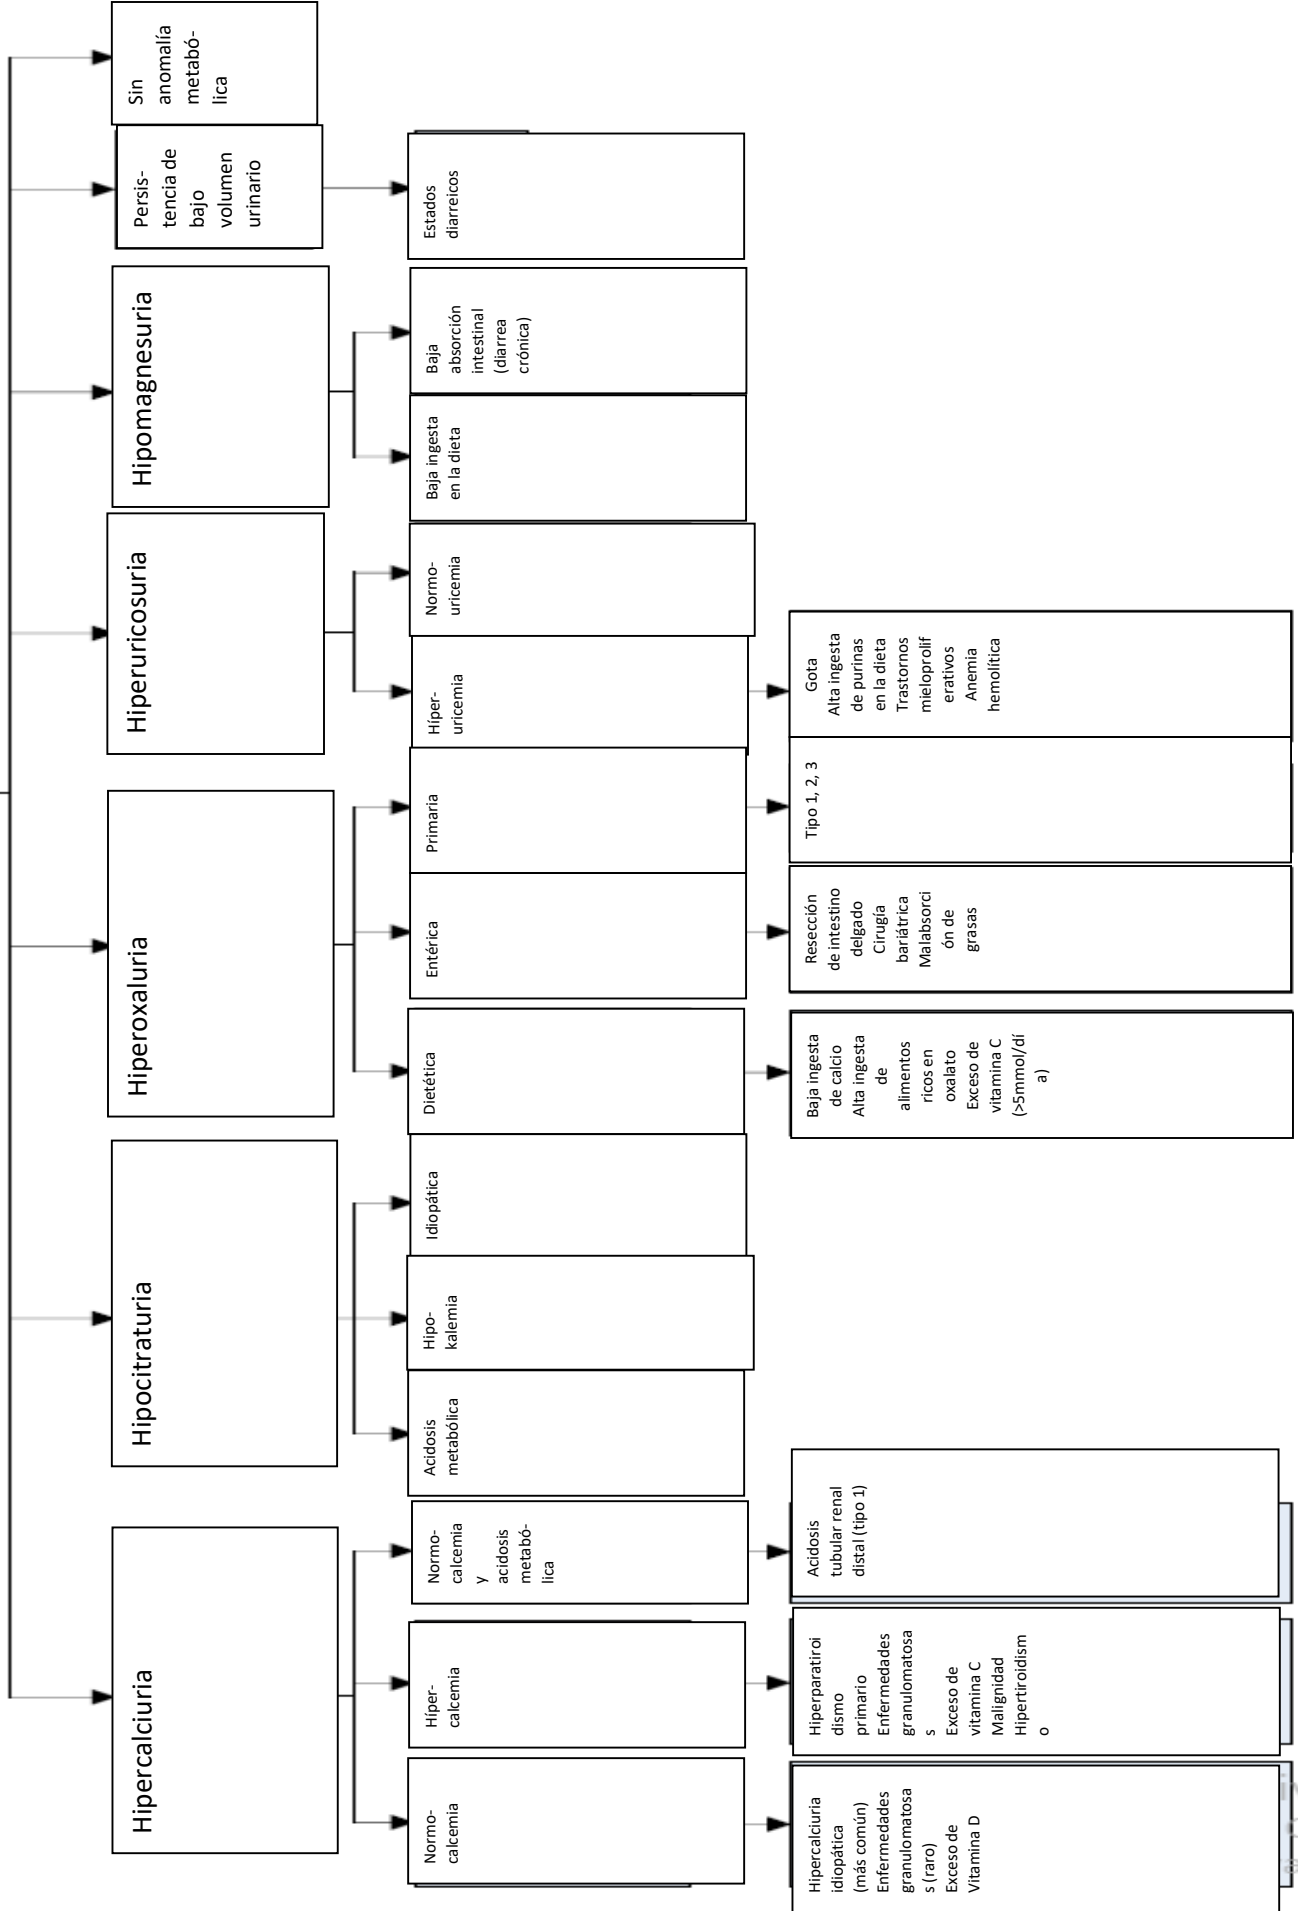 Hipercalciuria
Hipocitraturia
Hiperoxaluria
Hiperuricosuria
Hipomagnesuria
Persis-
tencia de
bajo
volumen
urinario
Sin
anomalía
metabó-
lica
Normo-
calcemia
Híper-
calcemia
Normo-
calcemia
y
acidosis
metabó-
lica
Acidosis
metabólica
Hipo-
kalemia
Idiopática
Dietética
Entérica
Primaria
Híper-
uricemia
Normo-
uricemia
Baja ingesta
en la dieta
Baja
absorción
intestinal
(diarrea
crónica)
Estados
diarreicos
Hipercalciuria
idiopática
(más común)
Enfermedades
granulomatosa
s (raro)
Exceso de
Vitamina D
Hiperparatiroi
dismo
primario
Enfermedades
granulomatosa
s
Exceso de
vitamina C
Malignidad
Hipertiroidism
o
Acidosis
tubular renal
distal (tipo 1)
Baja ingesta
de calcio
Alta ingesta
de
alimentos
ricos en
oxalato
Exceso de
vitamina C
(>5mmol/dí
a)
Resección
de intestino
delgado
Cirugía
bariátrica
Malabsorci
ón de
grasas
Tipo 1, 2, 3
Gota
Alta ingesta
de purinas
en la dieta
Trastornos
mieloprolif
erativos
Anemia
hemolítica